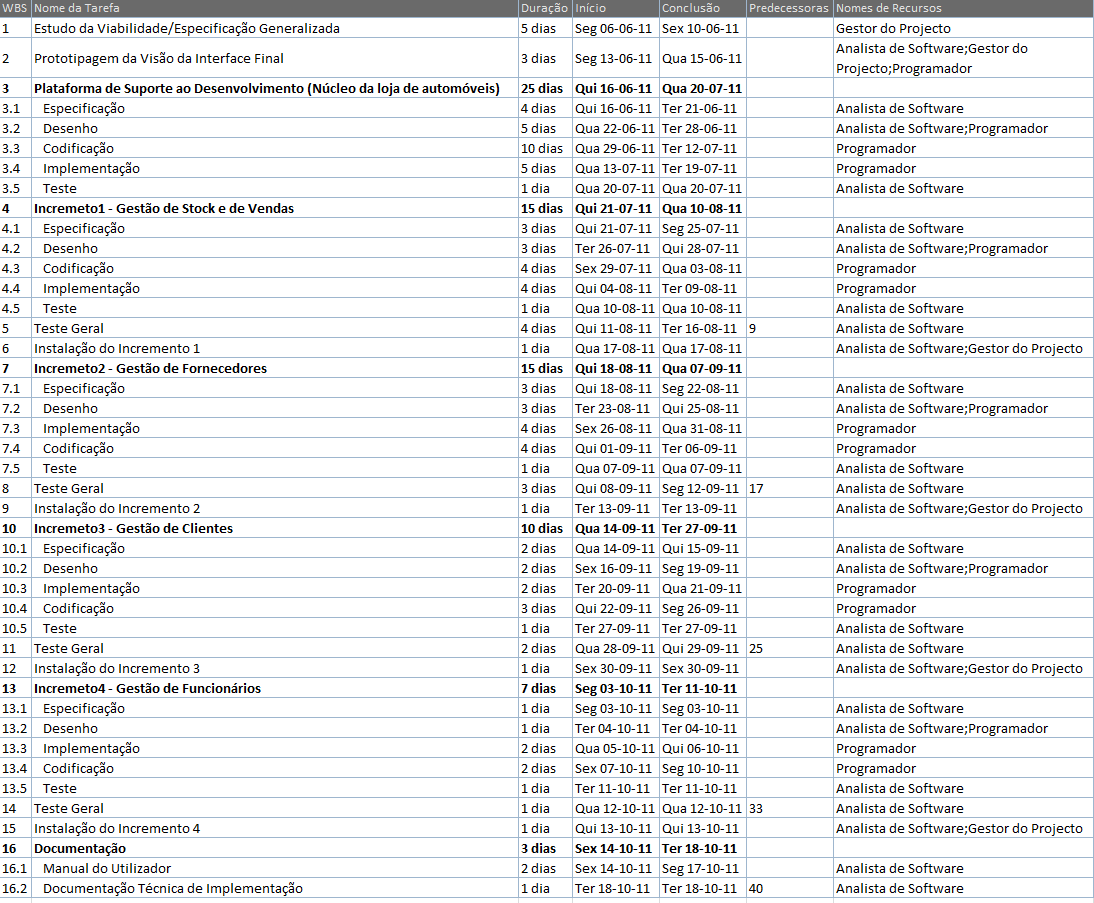 WBS Nome da Tarefa Duração Início Conclusão Predecessoras Nomes de Recursos
1 Estudo da Viabilidade/Especificação Generalizada 5 dias Seg 06-06-11 Sex 10-06-11 Gestor do Projecto
2 Prototipagem da Visão da Interface Final 3 dias Seg 13-06-11 Qua 15-06-11 Analista de Software;Gestor do
Projecto;Programador
3 Plataforma de Suporte ao Desenvolvimento (Núcleo da loja de automóveis) 25 dias Qui 16-06-11 Qua 20-07-11
3.1 Especificação 4 dias Qui 16-06-11 Ter 21-06-11 Analista de Software
3.2 Desenho 5 dias Qua 22-06-11 Ter 28-06-11 Analista de Software;Programador
3.3 Codificação 10 dias Qua 29-06-11 Ter 12-07-11 Programador
3.4 Implementação 5 dias Qua 13-07-11 Ter 19-07-11 Programador
3.5 Teste 1 dia Qua 20-07-11 Qua 20-07-11 Analista de Software
4 Incremeto1 - Gestão de Stock e de Vendas 15 dias Qui 21-07-11 Qua 10-08-11
4.1 Especificação 3 dias Qui 21-07-11 Seg 25-07-11 Analista de Software
4.2 Desenho 3 dias Ter 26-07-11 Qui 28-07-11 Analista de Software;Programador
4.3 Codificação 4 dias Sex 29-07-11 Qua 03-08-11 Programador
4.4 Implementação 4 dias Qui 04-08-11 Ter 09-08-11 Programador
4.5 Teste 1 dia Qua 10-08-11 Qua 10-08-11 Analista de Software
5 Teste Geral 4 dias Qui 11-08-11 Ter 16-08-11 9 Analista de Software
6 Instalação do Incremento 1 1 dia Qua 17-08-11 Qua 17-08-11 Analista de Software;Gestor do Projecto
7 Incremeto2 - Gestão de Fornecedores 15 dias Qui 18-08-11 Qua 07-09-11
7.1 Especificação 3 dias Qui 18-08-11 Seg 22-08-11 Analista de Software
7.2 Desenho 3 dias Ter 23-08-11 Qui 25-08-11 Analista de Software;Programador
7.3 Implementação 4 dias Sex 26-08-11 Qua 31-08-11 Programador
7.4 Codificação 4 dias Qui 01-09-11 Ter 06-09-11 Programador
7.5 Teste 1 dia Qua 07-09-11 Qua 07-09-11 Analista de Software
8 Teste Geral 3 dias Qui 08-09-11 Seg 12-09-11 17 Analista de Software
9 Instalação do Incremento 2 1 dia Ter 13-09-11 Ter 13-09-11 Analista de Software;Gestor do Projecto
10 Incremeto3 - Gestão de Clientes 10 dias Qua 14-09-11 Ter 27-09-11
10.1 Especificação 2 dias Qua 14-09-11 Qui 15-09-11 Analista de Software
10.2 Desenho 2 dias Sex 16-09-11 Seg 19-09-11 Analista de Software;Programador
10.3 Implementação 2 dias Ter 20-09-11 Qua 21-09-11 Programador
10.4 Codificação 3 dias Qui 22-09-11 Seg 26-09-11 Programador
10.5 Teste 1 dia Ter 27-09-11 Ter 27-09-11 Analista de Software
11 Teste Geral 2 dias Qua 28-09-11 Qui 29-09-11 25 Analista de Software
12 Instalação do Incremento 3 1 dia Sex 30-09-11 Sex 30-09-11 Analista de Software;Gestor do Projecto
13 Incremeto4 - Gestão de Funcionários 7 dias Seg 03-10-11 Ter 11-10-11
13.1 Especificação 1 dia Seg 03-10-11 Seg 03-10-11 Analista de Software
13.2 Desenho 1 dia Ter 04-10-11 Ter 04-10-11 Analista de Software;Programador
13.3 Implementação 2 dias Qua 05-10-11 Qui 06-10-11 Programador
13.4 Codificação 2 dias Sex 07-10-11 Seg 10-10-11 Programador
13.5 Teste 1 dia Ter 11-10-11 Ter 11-10-11 Analista de Software
14 Teste Geral 1 dia Qua 12-10-11 Qua 12-10-11 33 Analista de Software
15 Instalação do Incremento 4 1 dia Qui 13-10-11 Qui 13-10-11 Analista de Software;Gestor do Projecto
16 Documentação 3 dias Sex 14-10-11 Ter 18-10-11
16.1 Manual do Utilizador 2 dias Sex 14-10-11 Seg 17-10-11 Analista de Software
16.2 Documentação Técnica de Implementação 1 dia Ter 18-10-11 Ter 18-10-11 40 Analista de Software